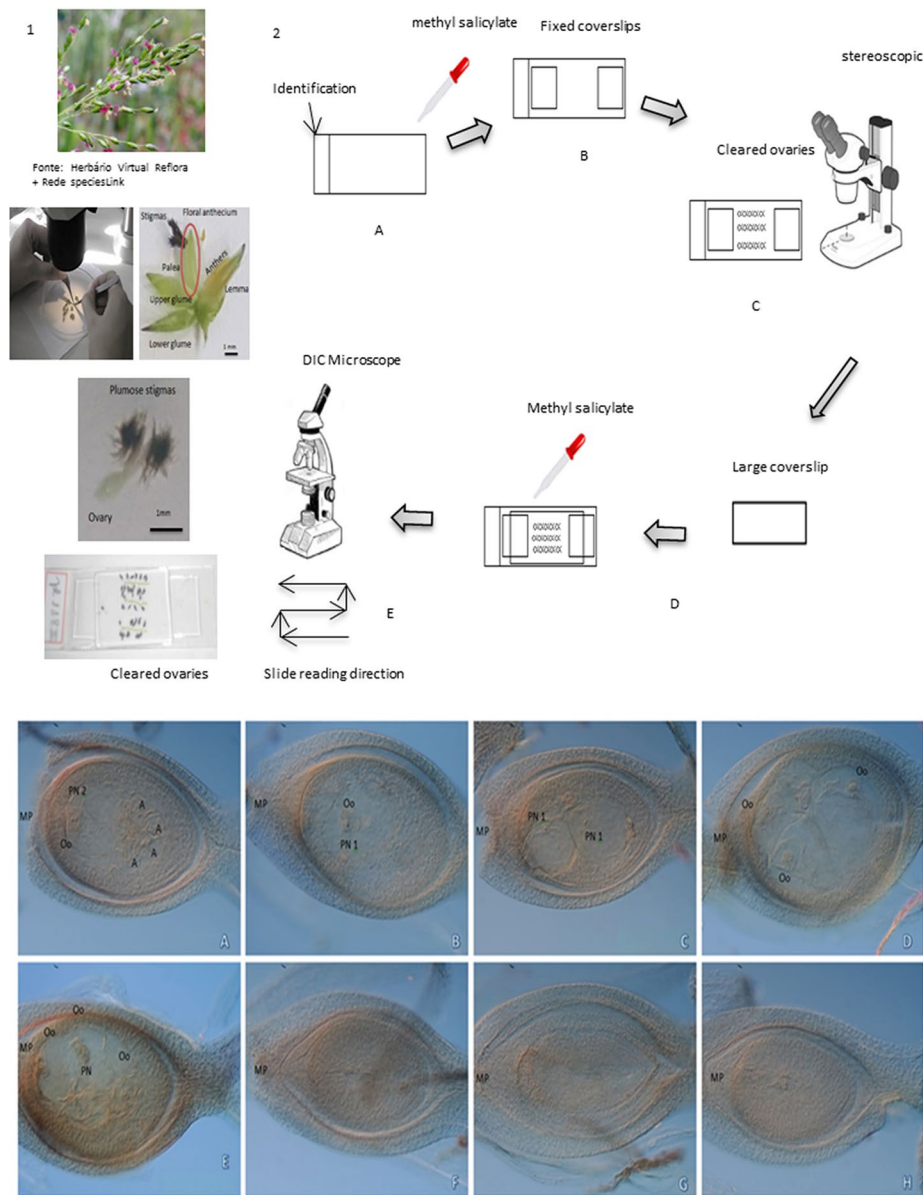 1
Fonte: Herbário Virtual Reflora
+ Rede speciesLink
Stigmas
Floral anthecium
Palea
Anthers
Upper glume
Lemma
Lower glume
1 mm
Plumose stigmas
Ovary
1mm
Cleared ovaries
2
methyl salicylate
Identification
A
Fixed coverslips
B
stereoscopic
Cleared ovaries
C
Large coverslip
D
Methyl salicylate
DIC Microscope
E
Slide reading direction
MP
PN 2
Oo
A
A
A
A
A
MP
Oo
PN 1
B
MP
PN 1
PN 1
C
MP
Oo
Oo
Oo
D
MP
Oo
Oo
Oo
PN
E
MP
F
MP
G
MP
H